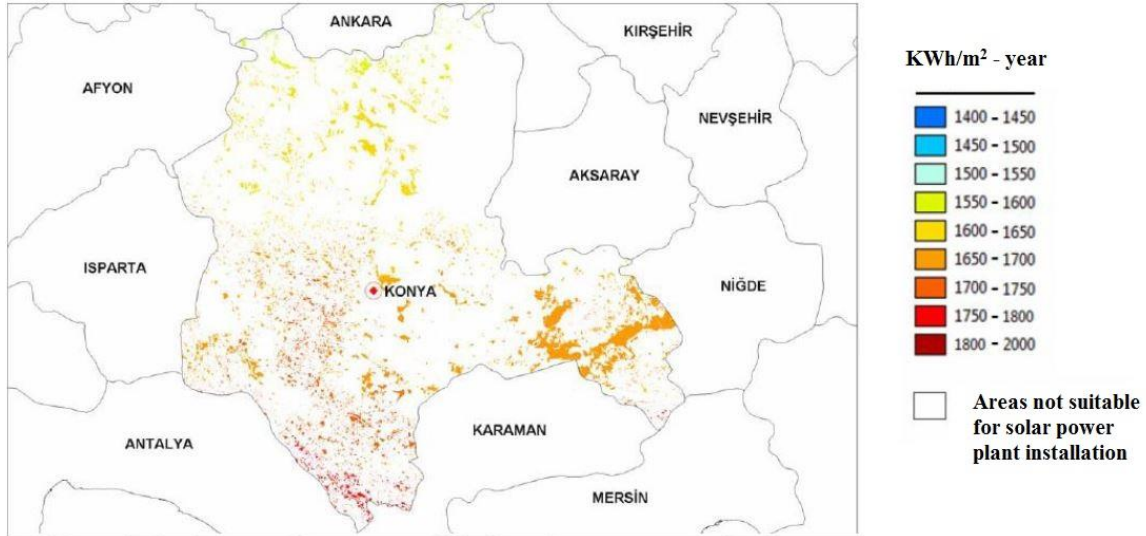 ANKARA
KIRŞEHİR
AFYON
NEVŞEHİR
AKSARAY
ISPARTA
KONYA
NİĞDE
ANTALYA
KARAMAN
MERSİN
KWh/m² - year
1400 - 1450
1450 - 1500
1500 - 1550
1550 - 1600
1600 - 1650
1650 - 1700
1700 - 1750
1750 - 1800
1800 - 2000
Areas not suitable
for solar power
plant installation